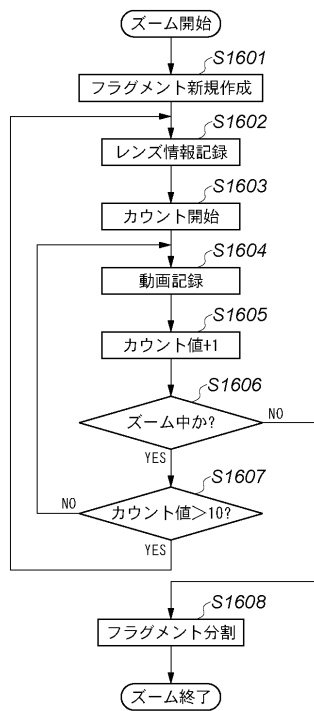 ズーム開始
S1601
フラグメント新規作成
S1602
レンズ情報記録
S1603
カウント開始
S1604
動画記録
S1605
カウント値+1
S1606
ズーム中か?
NO
YES
S1607
NO
カウント値>10?
YES
S1608
フラグメント分割
ズーム終了